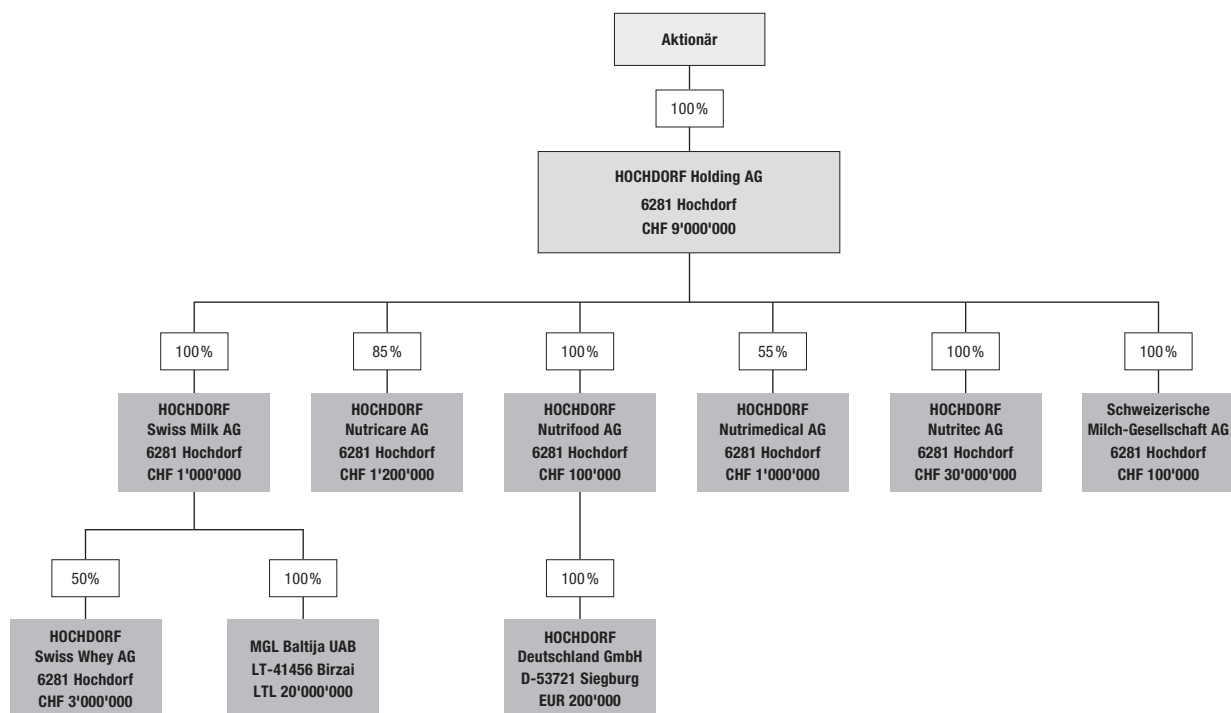 Aktionär
100%
HOCHDORF Holding AG
6281 Hochdorf
CHF 9'000'000
100%
85%
100%
55%
100%
100%
HOCHDORF
Swiss Milk AG
6281 Hochdorf
CHF 1'000'000
HOCHDORF
Nutricare AG
6281 Hochdorf
CHF 1'200'000
HOCHDORF
Nutrifood AG
6281 Hochdorf
CHF 100'000
HOCHDORF
Nutrimedical AG
6281 Hochdorf
CHF 1'000'000
HOCHDORF
Nutritec AG
6281 Hochdorf
CHF 30'000'000
Schweizerische
Milch-Gesellschaft AG
6281 Hochdorf
CHF 100'000
50%
100%
100%
HOCHDORF
Swiss Whey AG
6281 Hochdorf
CHF 3'000'000
MGL Baltija UAB
LT-41456 Birzai
LTL 20'000'000
HOCHDORF
Deutschland GmbH
D-53721 Siegburg
EUR 200'000